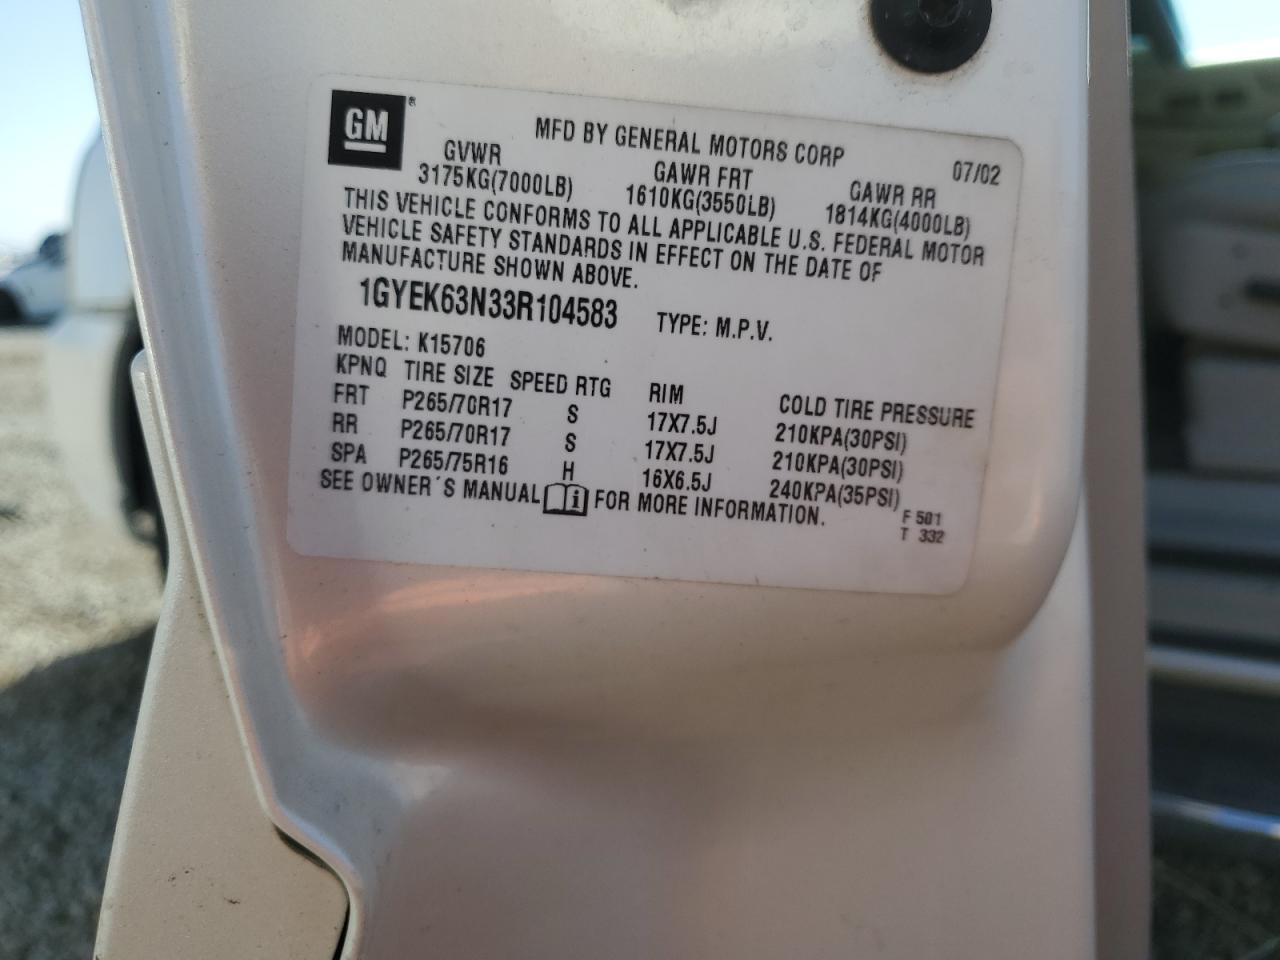 GM ®
MFD BY GENERAL MOTORS CORP 07/02
GVWR GAWR FRT GAWR RR
3175KG(7000LB) 1610KG(3550LB) 1814KG(4000LB)
THIS VEHICLE CONFORMS TO ALL APPLICABLE U.S. FEDERAL MOTOR
VEHICLE SAFETY STANDARDS IN EFFECT ON THE DATE OF
MANUFACTURE SHOWN ABOVE.
1GYEK63N33R104583 TYPE: M.P.V.
MODEL: K15706
KPNQ TIRE SIZE SPEED RTG RIM COLD TIRE PRESSURE
FRT P265/70R17 S 17X7.5J 210KPA(30PSI)
RR P265/70R17 S 17X7.5J 210KPA(30PSI)
SPA P265/75R16 H 16X6.5J 240KPA(35PSI)
SEE OWNER´S MANUAL i FOR MORE INFORMATION.
F 501
T 332